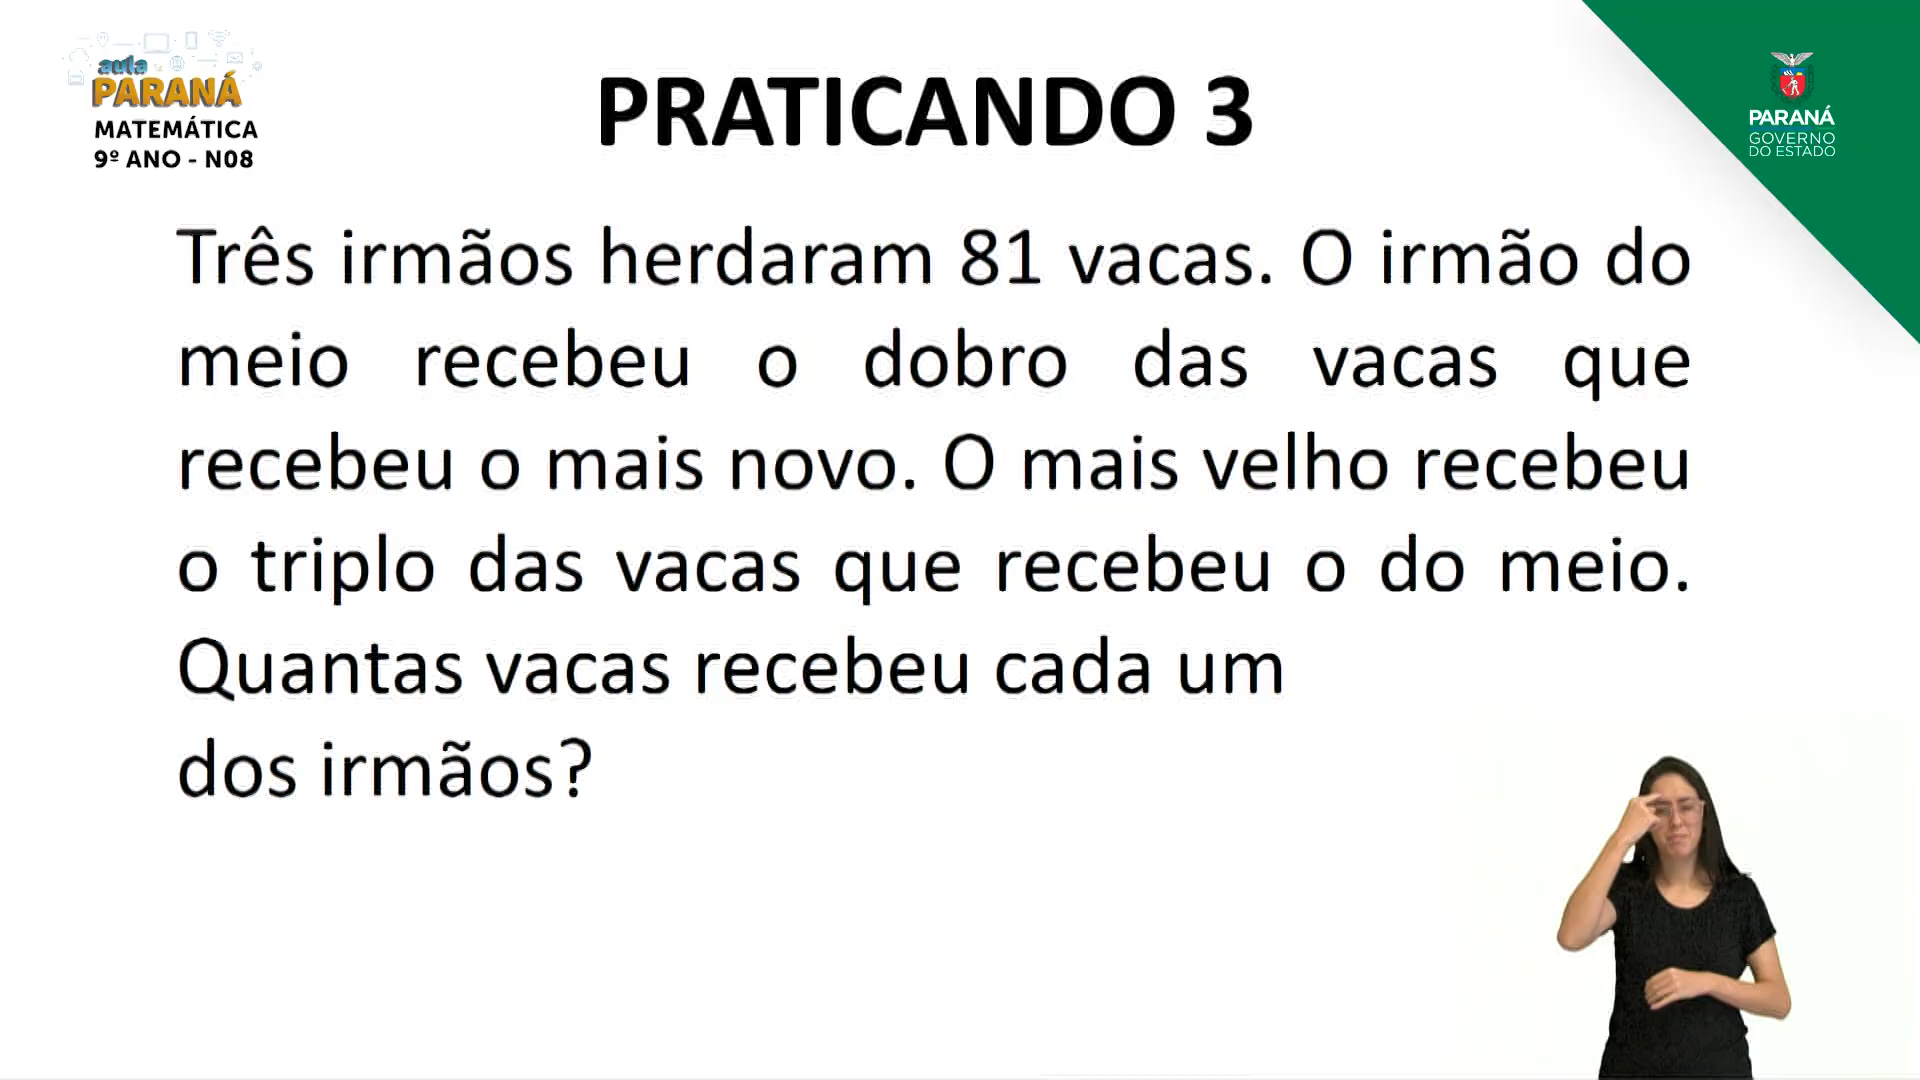 aula
PARANÁ
MATEMÁTICA
9º ANO - N08
PRATICANDO 3
PARANÁ
GOVERNO
DO ESTADO
Três irmãos herdaram 81 vacas. O irmão do
meio recebeu o dobro das vacas que
recebeu o mais novo. O mais velho recebeu
o triplo das vacas que recebeu o do meio.
Quantas vacas recebeu cada um
dos irmãos?